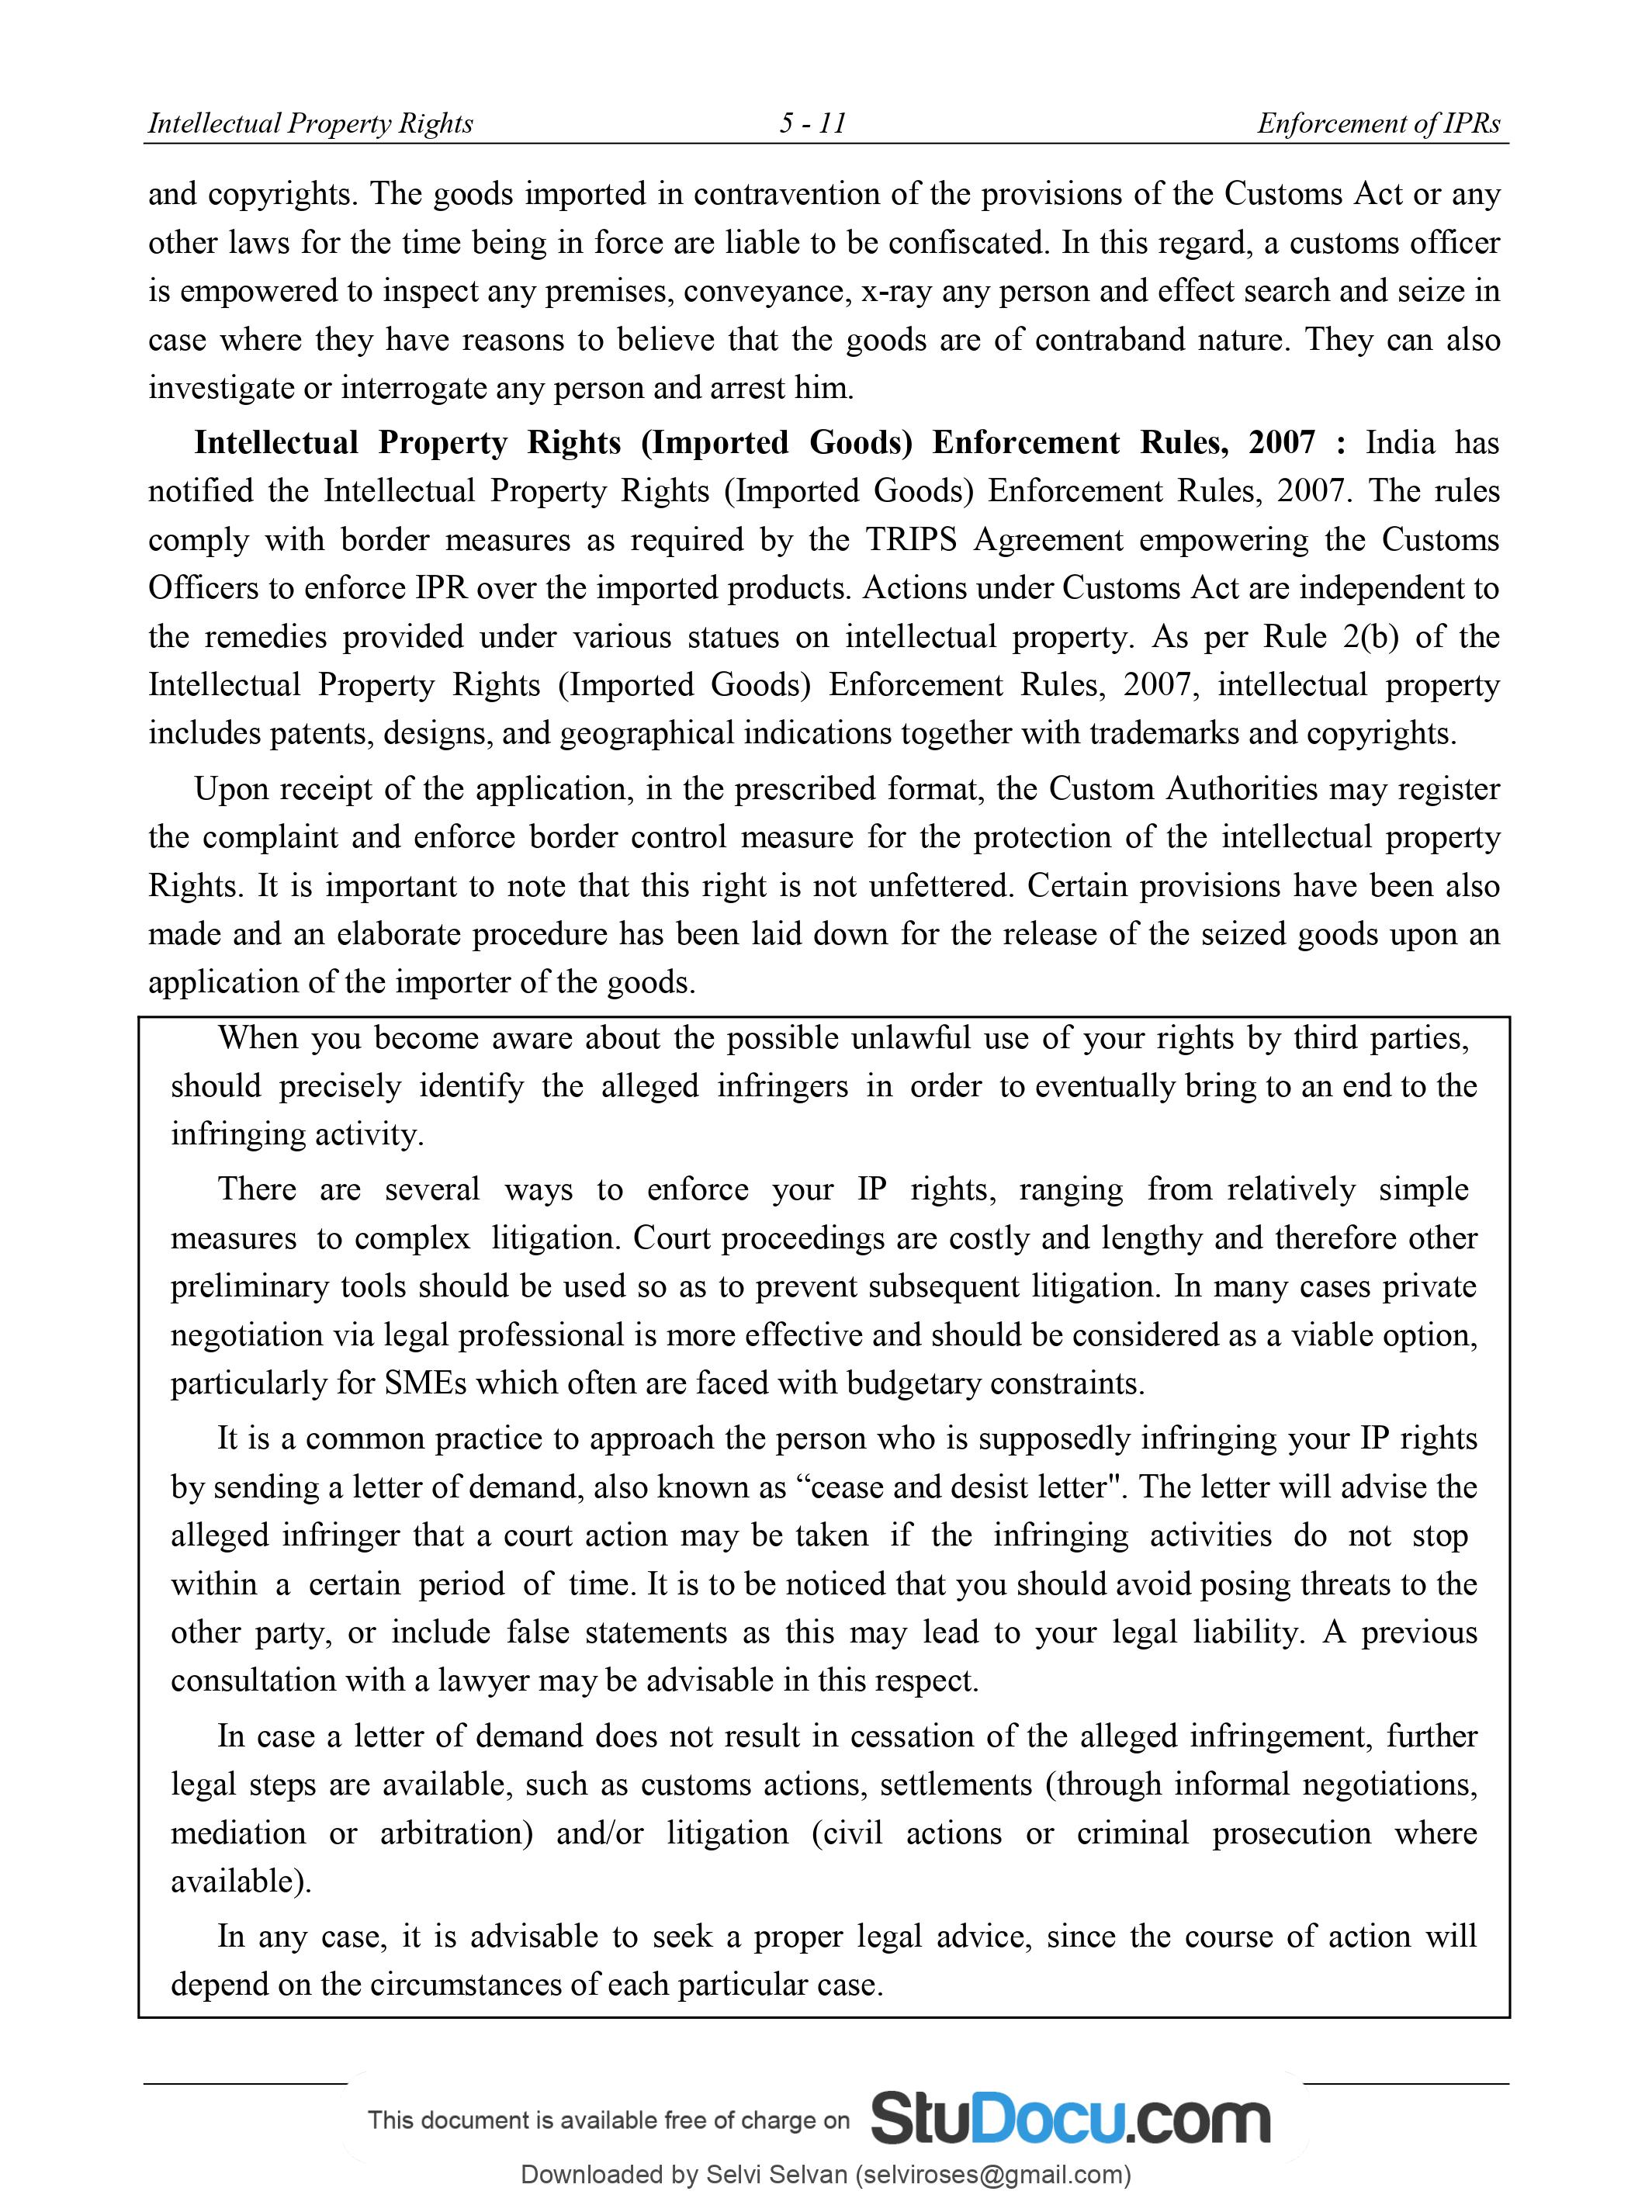 Intellectual Property Rights 5 - 11 Enforcement of IPRs
and copyrights. The goods imported in contravention of the provisions of the Customs Act or any
other laws for the time being in force are liable to be confiscated. In this regard, a customs officer
is empowered to inspect any premises, conveyance, x-ray any person and effect search and seize in
case where they have reasons to believe that the goods are of contraband nature. They can also
investigate or interrogate any person and arrest him.
Intellectual Property Rights (Imported Goods) Enforcement Rules, 2007 : India has
notified the Intellectual Property Rights (Imported Goods) Enforcement Rules, 2007. The rules
comply with border measures as required by the TRIPS Agreement empowering the Customs
Officers to enforce IPR over the imported products. Actions under Customs Act are independent to
the remedies provided under various statues on intellectual property. As per Rule 2(b) of the
Intellectual Property Rights (Imported Goods) Enforcement Rules, 2007, intellectual property
includes patents, designs, and geographical indications together with trademarks and copyrights.
Upon receipt of the application, in the prescribed format, the Custom Authorities may register
the complaint and enforce border control measure for the protection of the intellectual property
Rights. It is important to note that this right is not unfettered. Certain provisions have been also
made and an elaborate procedure has been laid down for the release of the seized goods upon an
application of the importer of the goods.
When you become aware about the possible unlawful use of your rights by third parties,
should precisely identify the alleged infringers in order to eventually bring to an end to the
infringing activity.
There are several ways to enforce your IP rights, ranging from relatively simple
measures to complex litigation. Court proceedings are costly and lengthy and therefore other
preliminary tools should be used so as to prevent subsequent litigation. In many cases private
negotiation via legal professional is more effective and should be considered as a viable option,
particularly for SMEs which often are faced with budgetary constraints.
It is a common practice to approach the person who is supposedly infringing your IP rights
by sending a letter of demand, also known as “cease and desist letter". The letter will advise the
alleged infringer that a court action may be taken if the infringing activities do not stop
within a certain period of time. It is to be noticed that you should avoid posing threats to the
other party, or include false statements as this may lead to your legal liability. A previous
consultation with a lawyer may be advisable in this respect.
In case a letter of demand does not result in cessation of the alleged infringement, further
legal steps are available, such as customs actions, settlements (through informal negotiations,
mediation or arbitration) and/or litigation (civil actions or criminal prosecution where
available).
In any case, it is advisable to seek a proper legal advice, since the course of action will
depend on the circumstances of each particular case.
This document is available free of charge on StuDocu.com
Downloaded by Selvi Selvan (selviroses@gmail.com)